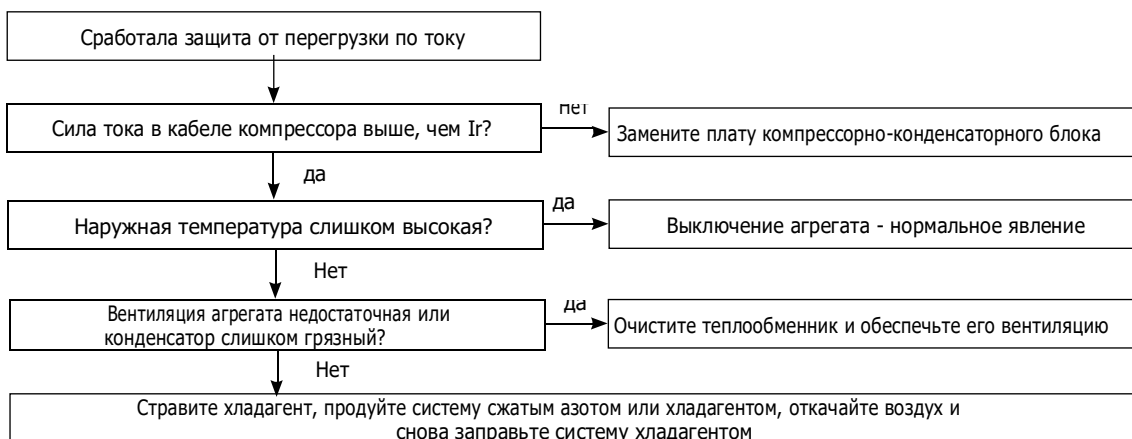 Сработала защита от перегрузки по току
Сила тока в кабеле компрессора выше, чем Ir?
Нет
Замените плату компрессорно-конденсаторного блока
да
Наружная температура слишком высокая?
да
Выключение агрегата - нормальное явление
Нет
Вентиляция агрегата недостаточная или
конденсатор слишком грязный?
да
Очистите теплообменник и обеспечьте его вентиляцию
Нет
Стравите хладагент, продуйте систему сжатым азотом или хладагентом, откачайте воздух и
снова заправьте систему хладагентом